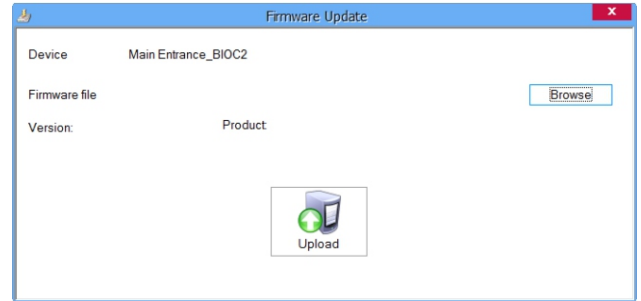 Firmware Update
Device Main Entrance_BIOC2
Firmware file Browse
Version: Product:
Upload